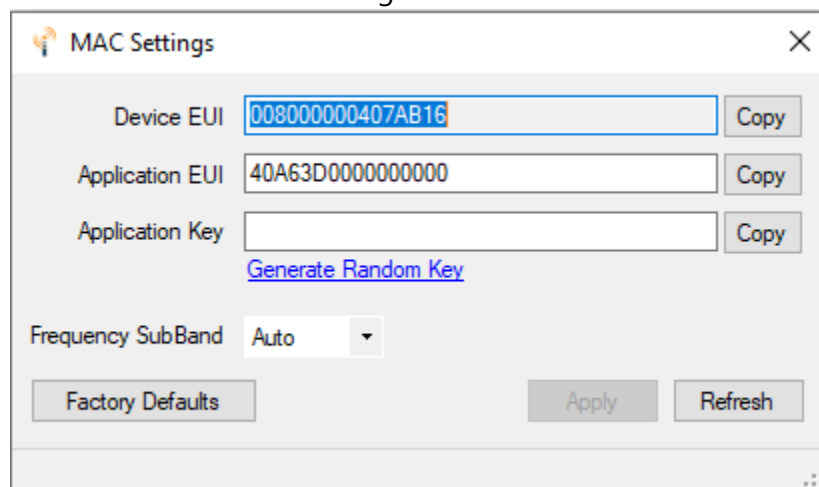 MAC Settings
Device EUI 008000000407AB16 Copy
Application EUI 40A63D0000000000 Copy
Application Key Copy
Generate Random Key
Frequency SubBand Auto
Factory Defaults Apply Refresh